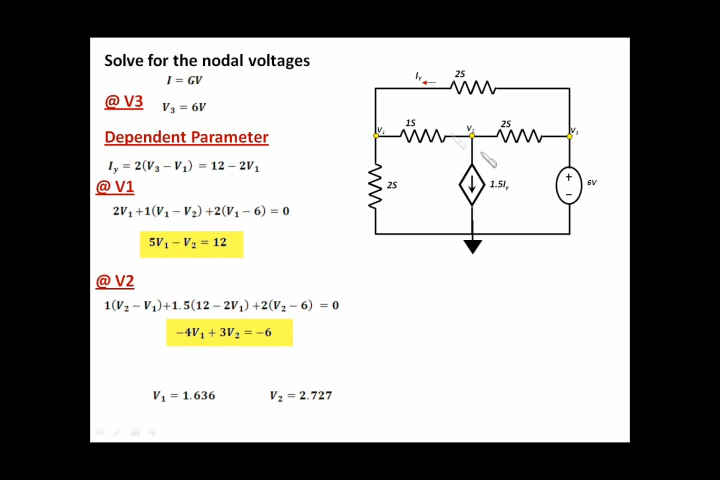 Solve for the nodal voltages
I = GV
@ V3
V₃ = 6V
Dependent Parameter
Iᵧ = 2(V₃ − V₁) = 12 − 2V₁
@ V1
2V₁ +1(V₁ − V₂) +2(V₁ − 6) = 0
5V₁ − V₂ = 12
@ V2
1(V₂ − V₁)+1.5(12 − 2V₁) +2(V₂ − 6) = 0
−4V₁ + 3V₂ = −6
V₁ = 1.636
V₂ = 2.727
Iᵧ
2S
1S
2S
V₁
V₂
V₃
2S
1.5Iᵧ
+
−
6V